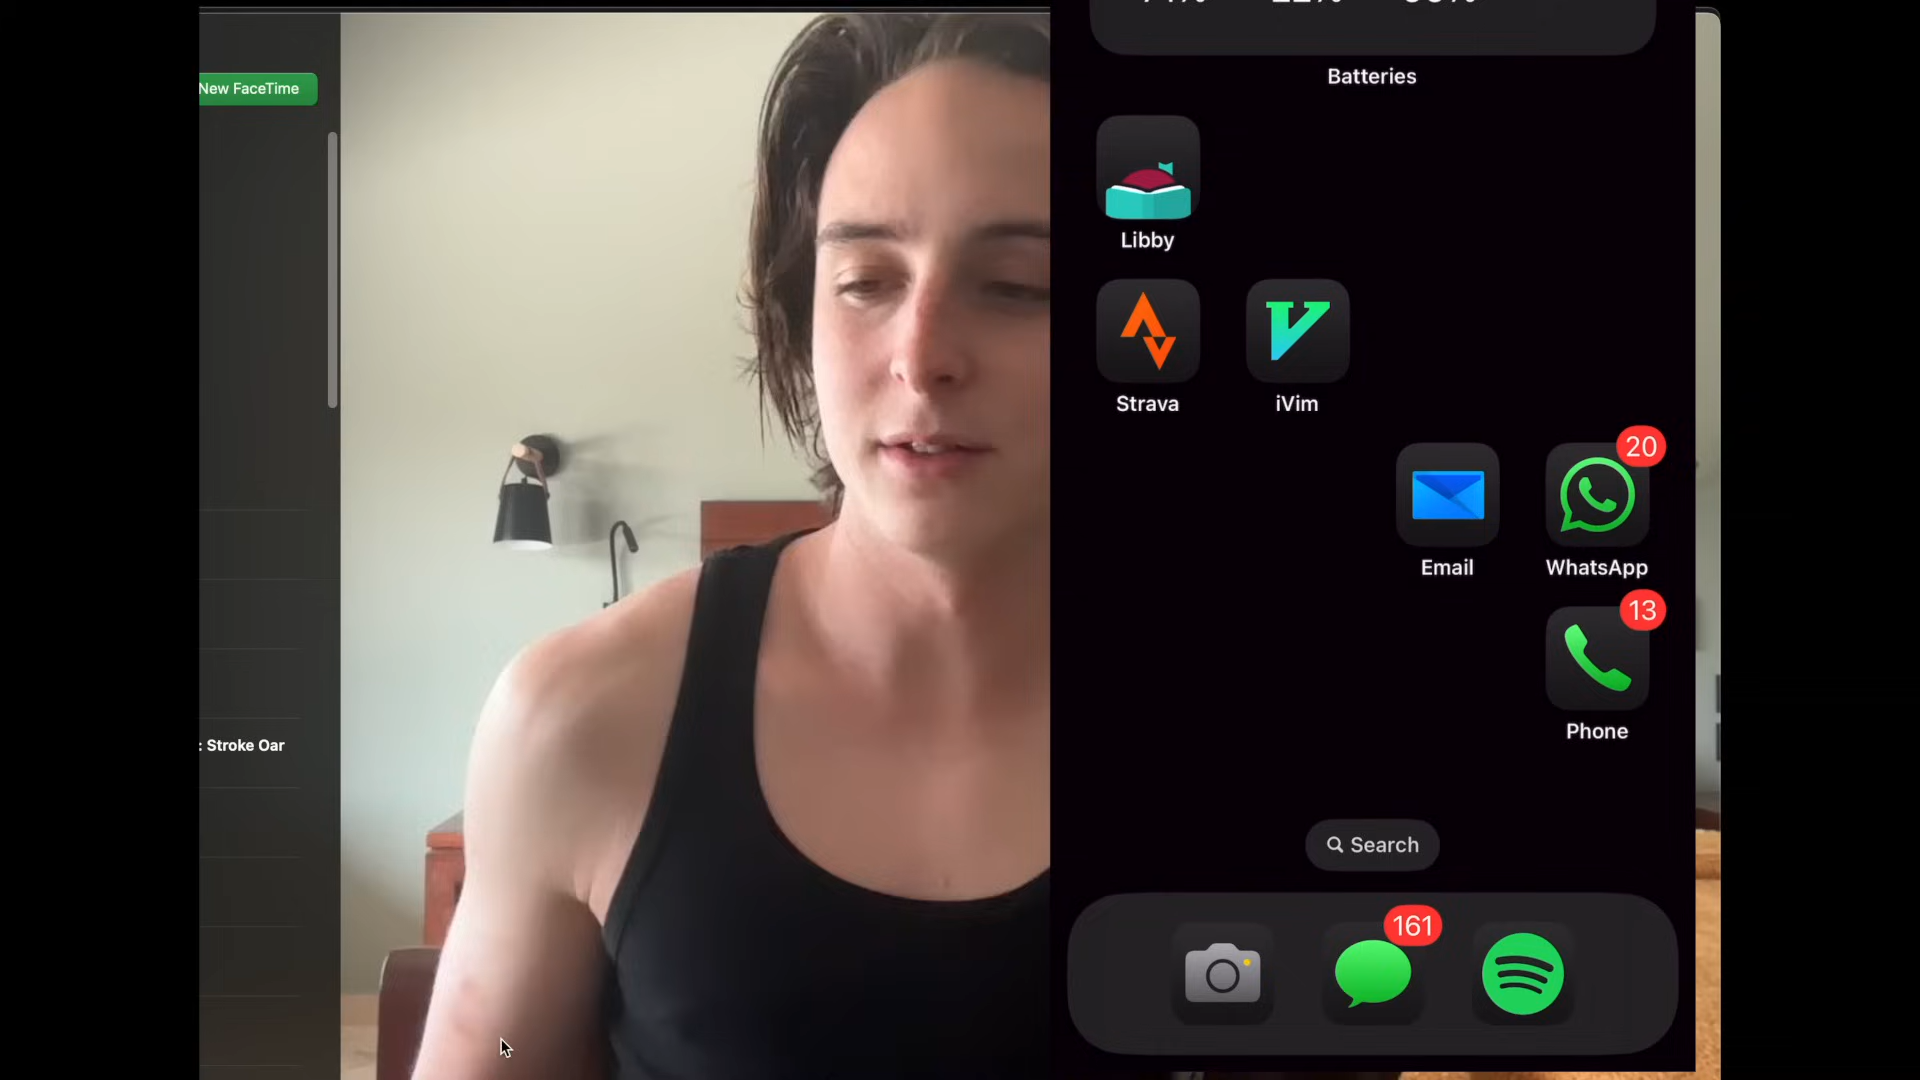 New FaceTime
: Stroke Oar
Batteries
Libby
Strava
iVim
20
Email
WhatsApp
13
Phone
Search
161